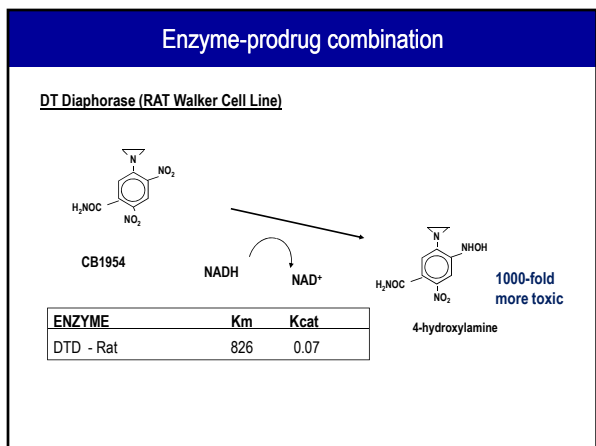 Enzyme-prodrug combination
DT Diaphorase (RAT Walker Cell Line)
N
NO₂
H₂NOC
NO₂
CB1954
NADH
NAD⁺
N
NHOH
H₂NOC
NO₂
4-hydroxylamine
1000-fold
more toxic
ENZYME Km Kcat
DTD - Rat 826 0.07